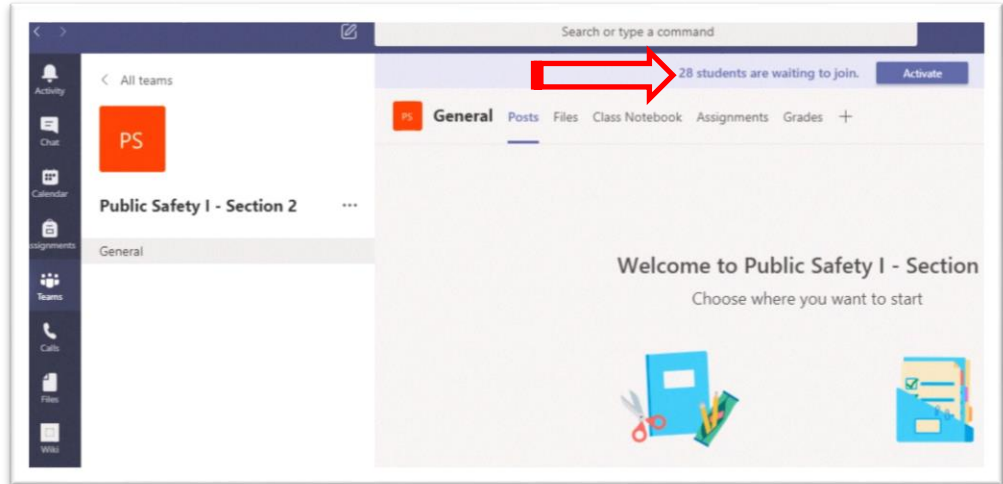 Search or type a command
Activity
Chat
Calendar
ssignments
Teams
Calls
Files
Wiki
All teams
PS
Public Safety I - Section 2
General
28 students are waiting to join.
Activate
PS
General Posts Files Class Notebook Assignments Grades +
Welcome to Public Safety I - Section
Choose where you want to start